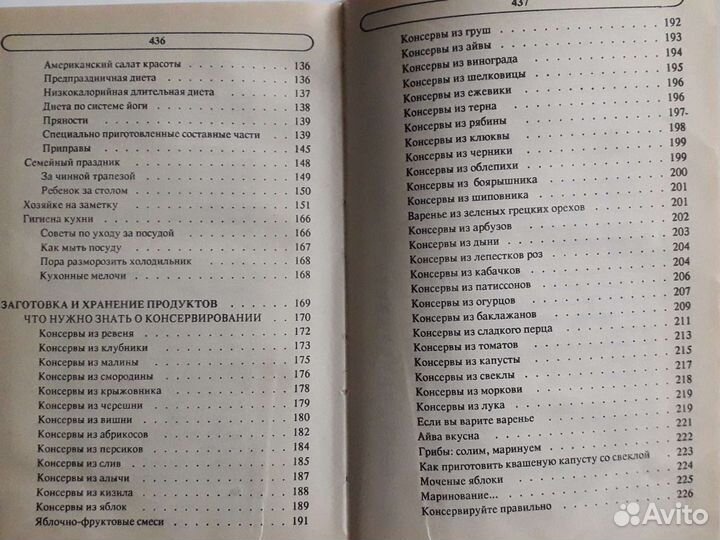 436
Американский салат красоты . . . . . 136
Предпраздничная диета . . . . . 136
Низкокалорийная длительная диета . . . . . 137
Диета по системе йоги . . . . . 138
Пряности . . . . . 139
Специально приготовленные составные части . . . . . 139
Приправы . . . . . 145
Семейный праздник . . . . . 148
За чинной трапезой . . . . . 149
Ребенок за столом . . . . . 150
Хозяйке на заметку . . . . . 151
Гигиена кухни . . . . . 166
Советы по уходу за посудой . . . . . 166
Как мыть посуду . . . . . 167
Пора разморозить холодильник . . . . . 168
Кухонные мелочи . . . . . 168
ЗАГОТОВКА И ХРАНЕНИЕ ПРОДУКТОВ . . . . . 169
ЧТО НУЖНО ЗНАТЬ О КОНСЕРВИРОВАНИИ . . . . . 170
Консервы из ревеня . . . . . 172
Консервы из клубники . . . . . 173
Консервы из малины . . . . . 175
Консервы из смородины . . . . . 176
Консервы из крыжовника . . . . . 178
Консервы из черешни . . . . . 179
Консервы из вишни . . . . . 180
Консервы из абрикосов . . . . . 182
Консервы из персиков . . . . . 184
Консервы из слив . . . . . 185
Консервы из алычи . . . . . 187
Консервы из кизила . . . . . 188
Консервы из яблок . . . . . 189
Яблочно-фруктовые смеси . . . . . 191
437
Консервы из груш . . . . . 192
Консервы из айвы . . . . . 193
Консервы из винограда . . . . . 194
Консервы из шелковицы . . . . . 195
Консервы из ежевики . . . . . 196
Консервы из терна . . . . . 196
Консервы из рябины . . . . . 197-
Консервы из клюквы . . . . . 198
Консервы из черники . . . . . 199
Консервы из облепихи . . . . . 199
Консервы из боярышника . . . . . 200
Консервы из шиповника . . . . . 201
Варенье из зеленых грецких орехов . . . . . 201
Консервы из арбузов . . . . . 202
Консервы из дыни . . . . . 203
Консервы из лепестков роз . . . . . 204
Консервы из кабачков . . . . . 204
Консервы из патиссонов . . . . . 206
Консервы из огурцов . . . . . 207
Консервы из баклажанов . . . . . 209
Консервы из сладкого перца . . . . . 211
Консервы из томатов . . . . . 213
Консервы из капусты . . . . . 215
Консервы из свеклы . . . . . 217
Консервы из моркови . . . . . 218
Консервы из лука . . . . . 219
Если вы варите варенье . . . . . 219
Айва вкусна . . . . . 221
Грибы: солим, маринуем . . . . . 222
Как приготовить квашеную капусту со свеклой . . . . . 223
Моченые яблоки . . . . . 224
Маринование... . . . . . 225
Консервируйте правильно . . . . . 226
Avito